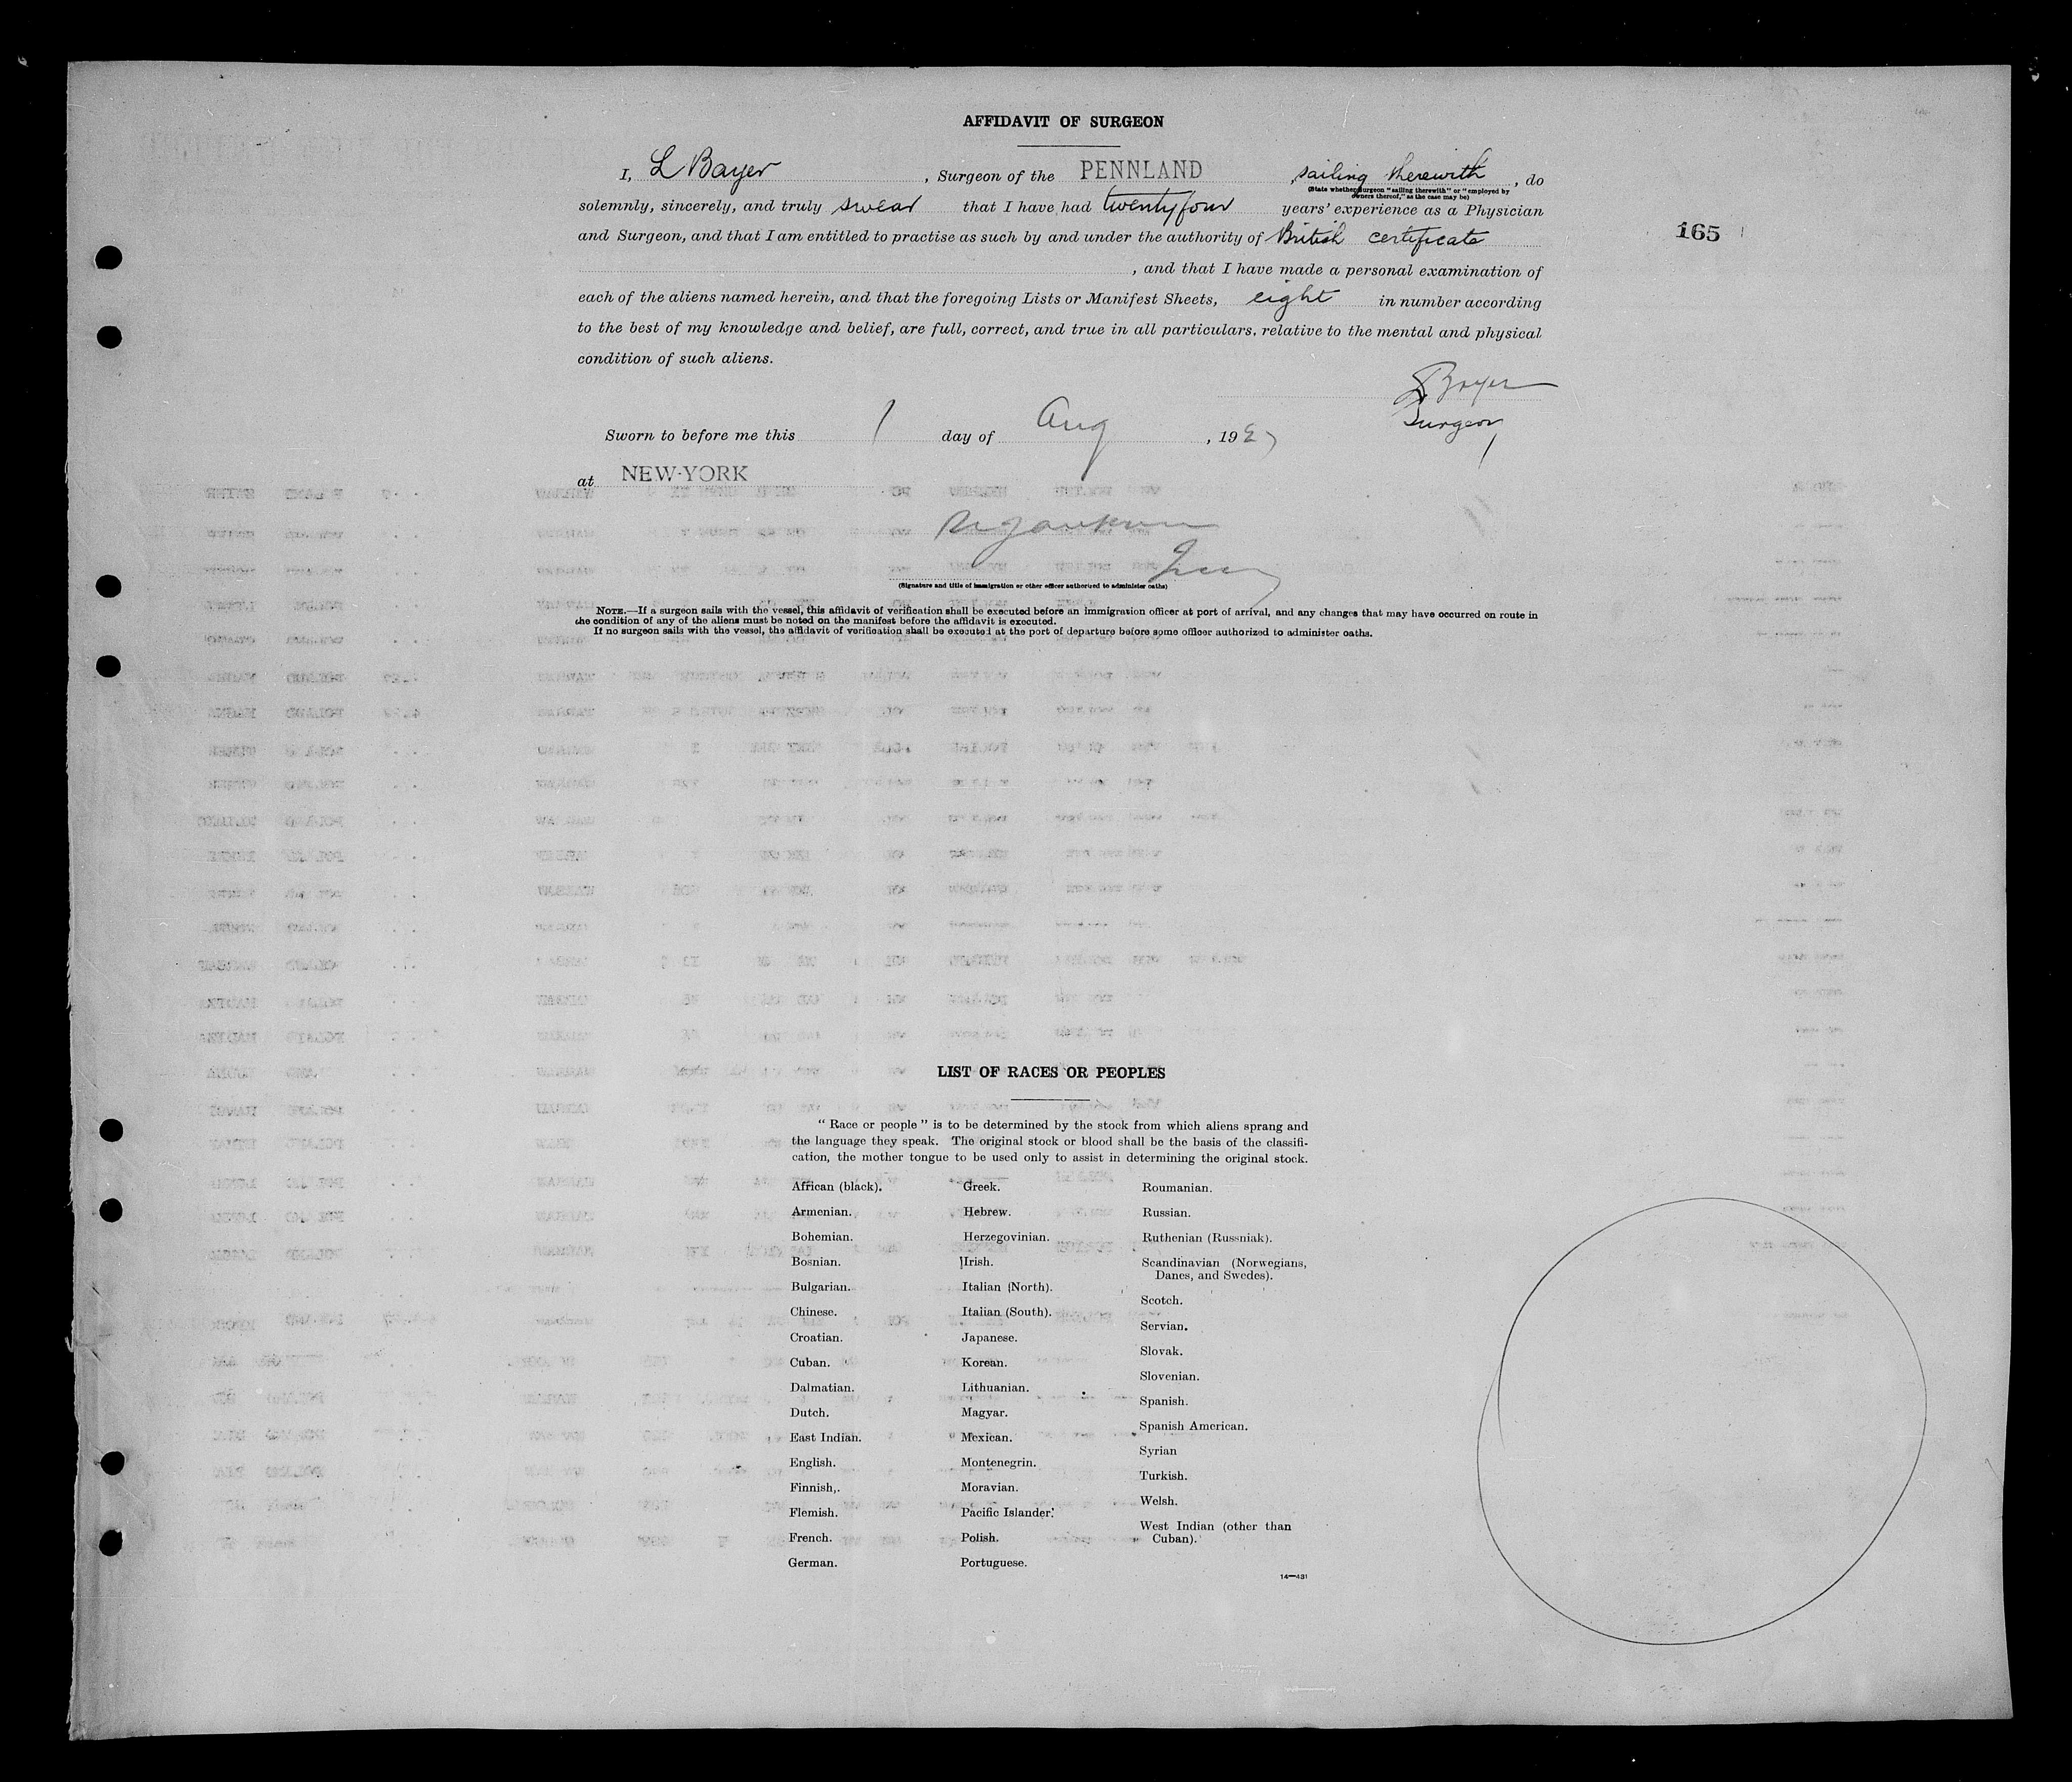 AFFIDAVIT OF SURGEON
I, L Bayer, Surgeon of the PENNLAND, sailing therewith, do
(State whether surgeon "sailing therewith" or "employed by
owners thereof," as the case may be)
solemnly, sincerely, and truly swear that I have had twentyfour years' experience as a Physician
165
and Surgeon, and that I am entitled to practise as such by and under the authority of British certificate
, and that I have made a personal examination of
each of the aliens named herein, and that the foregoing Lists or Manifest Sheets, eight in number according
to the best of my knowledge and belief, are full, correct, and true in all particulars, relative to the mental and physical
condition of such aliens.
L Bayer
Surgeon
Sworn to before me this 1 day of Aug, 1927
at NEW-YORK
(Signature and title of immigration or other officer authorized to administer oaths)
NOTE.—If a surgeon sails with the vessel, this affidavit of verification shall be executed before an immigration officer at port of arrival, and any changes that may have occurred on route in
the condition of any of the aliens must be noted on the manifest before the affidavit is executed.
If no surgeon sails with the vessel, the affidavit of verification shall be executed at the port of departure before some officer authorized to administer oaths.
LIST OF RACES OR PEOPLES
"Race or people" is to be determined by the stock from which aliens sprang and
the language they speak. The original stock or blood shall be the basis of the classifi-
cation, the mother tongue to be used only to assist in determining the original stock.
African (black).
Armenian.
Bohemian.
Bosnian.
Bulgarian.
Chinese.
Croatian.
Cuban.
Dalmatian.
Dutch.
East Indian.
English.
Finnish.
Flemish.
French.
German.
Greek.
Hebrew.
Herzegovinian.
Irish.
Italian (North).
Italian (South).
Japanese.
Korean.
Lithuanian.
Magyar.
Mexican.
Montenegrin.
Moravian.
Pacific Islander.
Polish.
Portuguese.
Roumanian.
Russian.
Ruthenian (Russniak).
Scandinavian (Norwegians,
Danes, and Swedes).
Scotch.
Servian.
Slovak.
Slovenian.
Spanish.
Spanish American.
Syrian
Turkish.
Welsh.
West Indian (other than
Cuban).
14—431